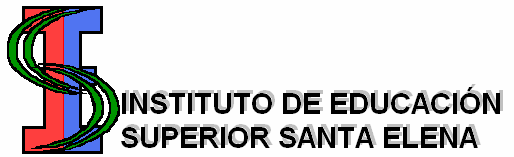 INSTITUTO DE EDUCACIÓN
SUPERIOR SANTA ELENA